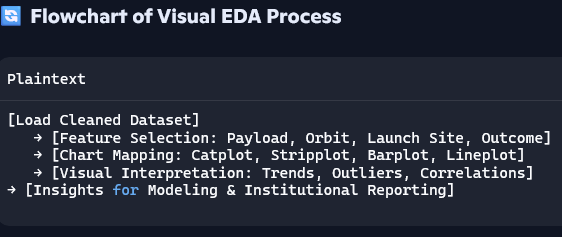 Flowchart of Visual EDA Process
Plaintext
[Load Cleaned Dataset]
→ [Feature Selection: Payload, Orbit, Launch Site, Outcome]
→ [Chart Mapping: Catplot, Stripplot, Barplot, Lineplot]
→ [Visual Interpretation: Trends, Outliers, Correlations]
→ [Insights for Modeling & Institutional Reporting]